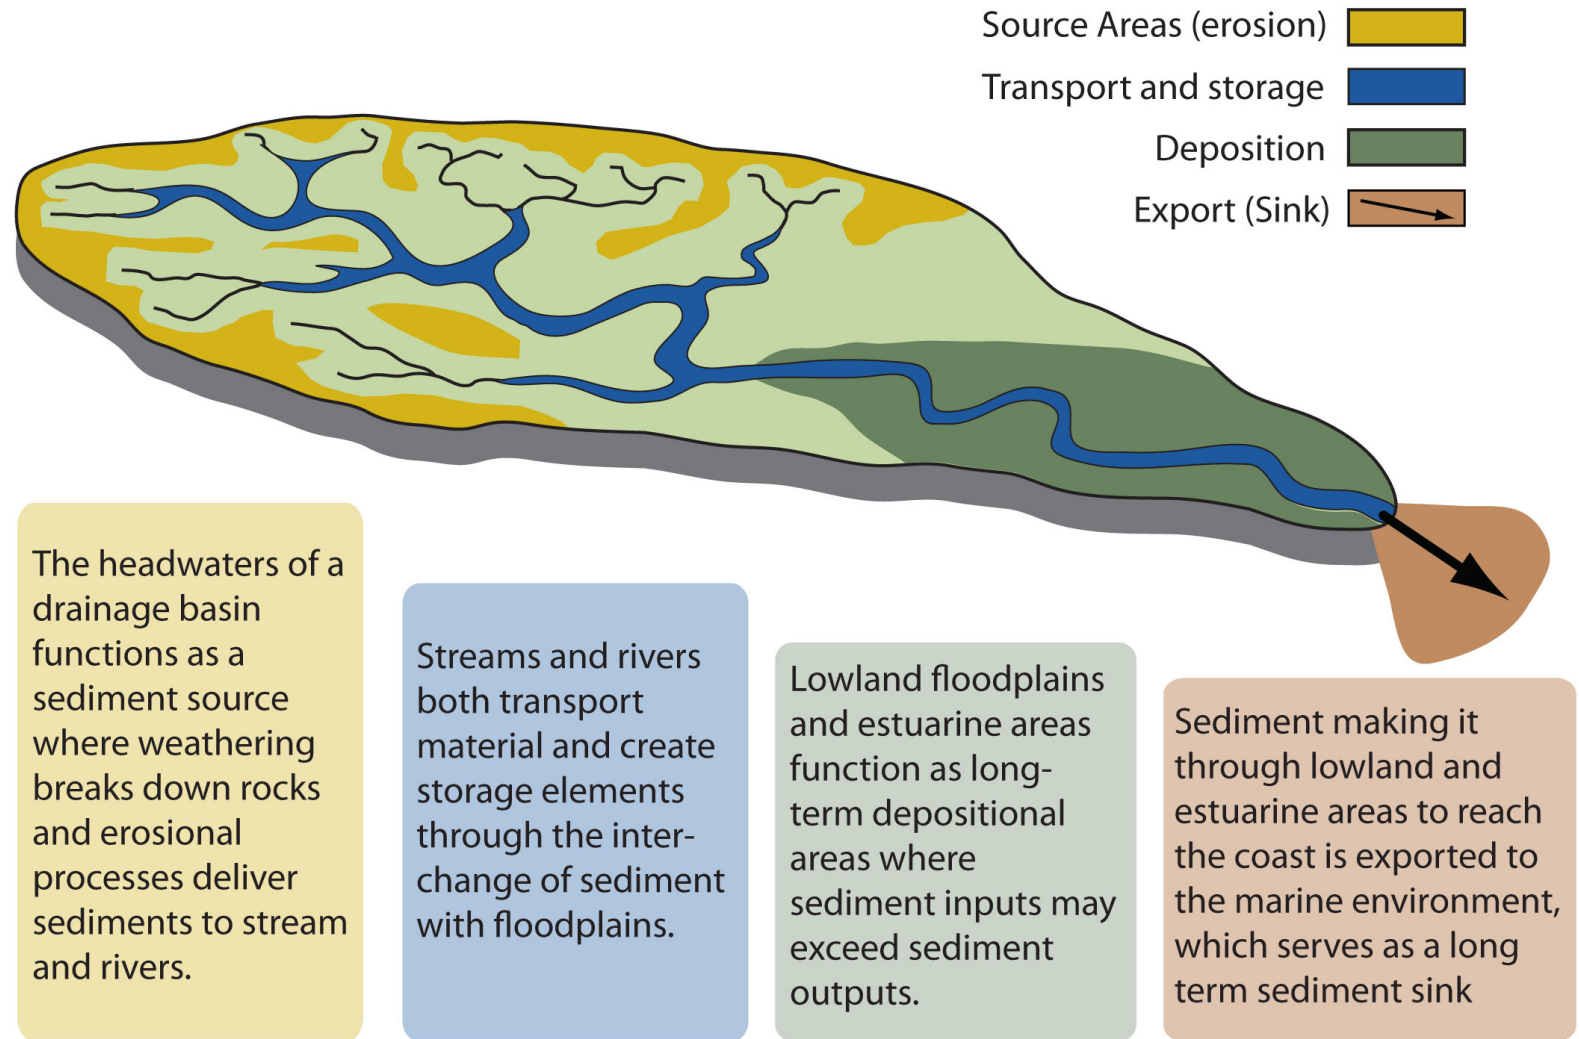 Source Areas (erosion)
Transport and storage
Deposition
Export (Sink)
The headwaters of a
drainage basin
functions as a
sediment source
where weathering
breaks down rocks
and erosional
processes deliver
sediments to stream
and rivers.
Streams and rivers
both transport
material and create
storage elements
through the inter-
change of sediment
with floodplains.
Lowland floodplains
and estuarine areas
function as long-
term depositional
areas where
sediment inputs may
exceed sediment
outputs.
Sediment making it
through lowland and
estuarine areas to reach
the coast is exported to
the marine environment,
which serves as a long
term sediment sink